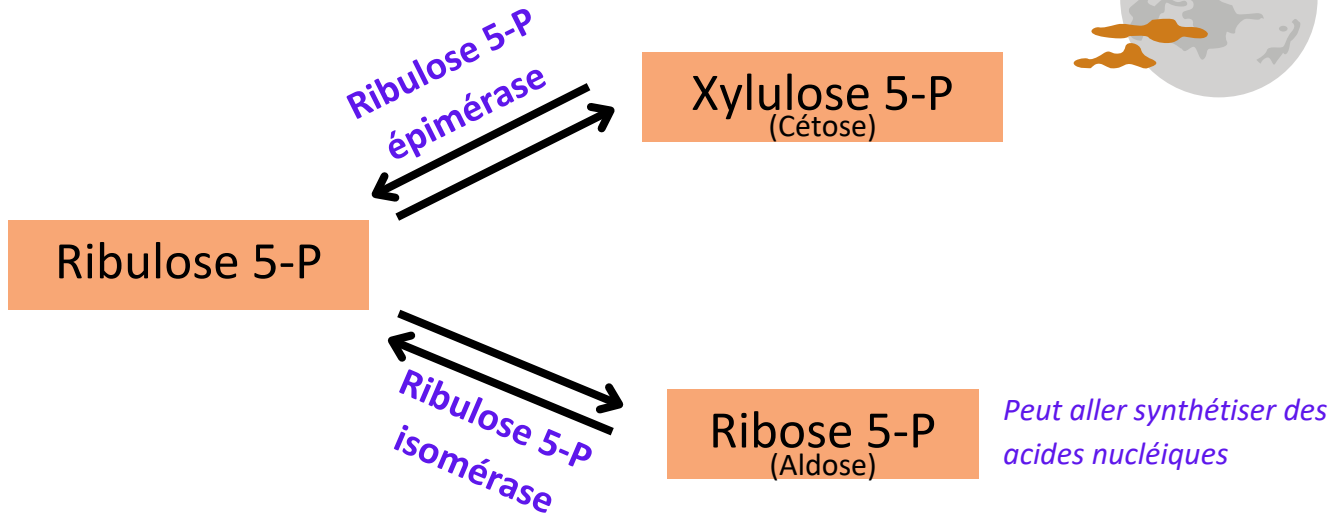 Ribulose 5-P
épimérase
Xylulose 5-P
(Cétose)
Ribulose 5-P
Ribulose 5-P
isomérase
Ribose 5-P
(Aldose)
Peut aller synthétiser des
acides nucléiques